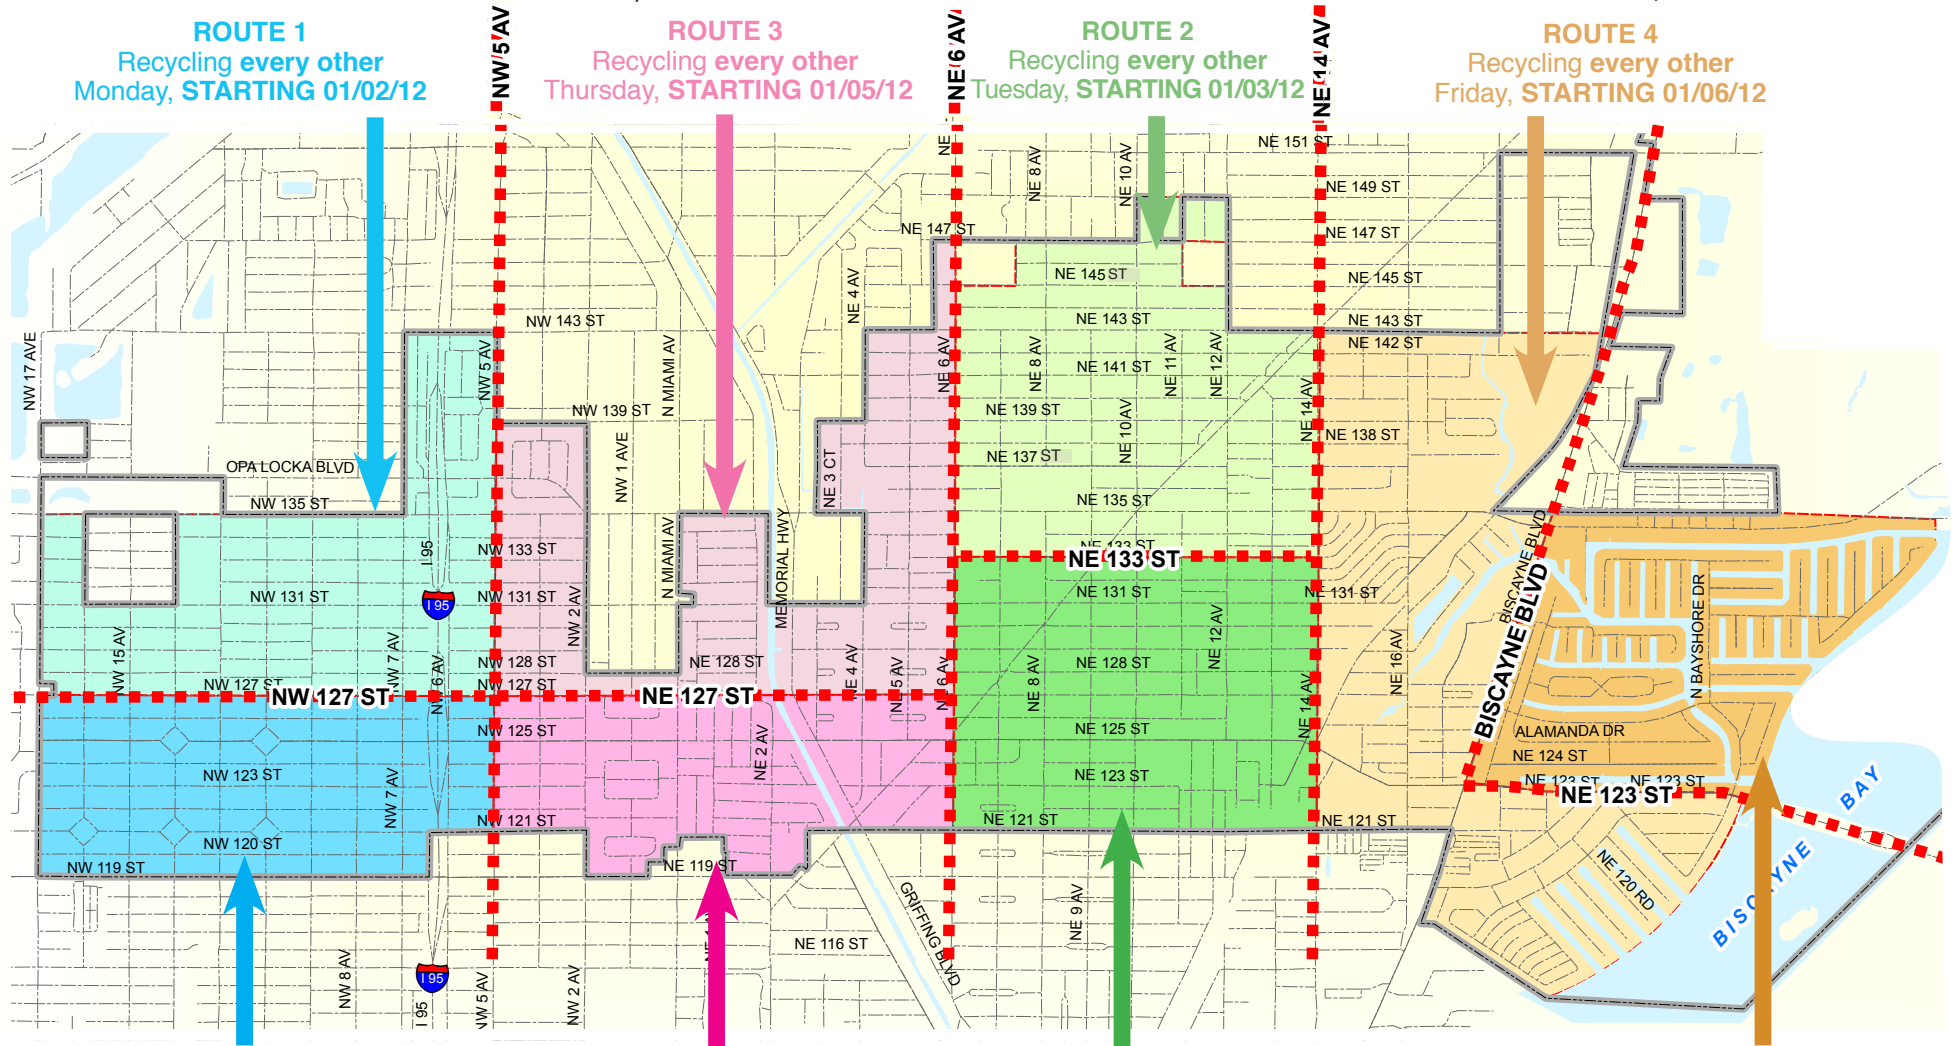 ROUTE 1
Recycling every other
Monday, STARTING 01/02/12
ROUTE 3
Recycling every other
Thursday, STARTING 01/05/12
ROUTE 2
Recycling every other
Tuesday, STARTING 01/03/12
ROUTE 4
Recycling every other
Friday, STARTING 01/06/12
NW 5 AV
NE 6 AV
NE 14 AV
NE 151 ST
NE
NE 8 AV
NE 10 AV
NE 149 ST
NE 147 ST
NE 147 ST
NE 145 ST
NE 145 ST
NE 4 AV
NW 143 ST
NE 143 ST
NE 143 ST
NE 142 ST
NW 17 AVE
NW 5 AV
N MIAMI AV
NE 6 AV
NE 8 AV
NE 141 ST
NE 11 AV
NE 12 AV
NW 139 ST
NE 139 ST
NE 10 AV
NE 14 AV
NE 138 ST
OPA LOCKA BLVD
NW 1 AVE
NE 3 CT
NE 137 ST
NW 135 ST
NE 135 ST
I 95
NW 133 ST
N MIAMI AV
MEMORIAL HWY
NE 133 ST
NE 133 ST
BISCAYNE BLVD
BISCAYNE BLVD
NW 131 ST
I 95
NW 131 ST
NW 2 AV
NE 131 ST
NE 131 ST
NE 12 AV
N BAYSHORE DR
NW 15 AV
NW 7 AV
NW 6 AV
NW 128 ST
NE 128 ST
NE 4 AV
NE 5 AV
NE 6 AV
NE 8 AV
NE 128 ST
NE 16 AV
NW 127 ST
NW 127 ST
NW 127 ST
NE 127 ST
NE 14 AV
NW 125 ST
NE 2 AV
NE 125 ST
ALAMANDA DR
NE 124 ST
NW 123 ST
NW 7 AV
NE 123 ST
NE 123 ST
NE 123 ST
NE 123 ST
NW 121 ST
NE 121 ST
NE 121 ST
NW 120 ST
NW 119 ST
NE 119 ST
NE 120 RD
BISCAYNE BAY
GRIFFING BLVD
NE 9 AV
NE 116 ST
NW 8 AV
I 95
I 95
NW 5 AV
NW 2 AV